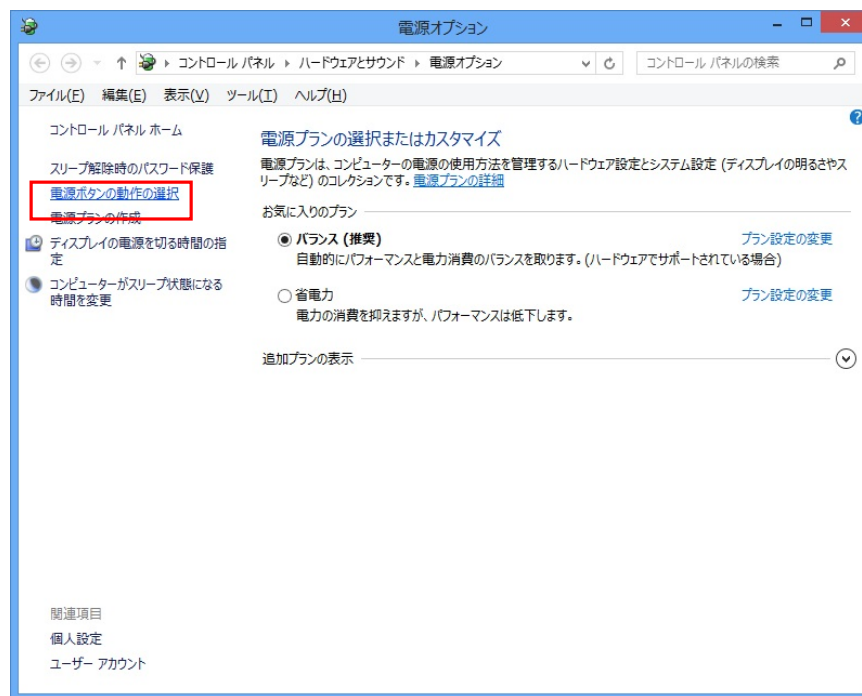 電源オプション
コントロール パネル ハードウェアとサウンド 電源オプション
コントロール パネルの検索
ファイル(F) 編集(E) 表示(V) ツール(T) ヘルプ(H)
コントロール パネル ホーム
スリープ解除時のパスワード保護
電源ボタンの動作の選択
電源プランの作成
ディスプレイの電源を切る時間の指
定
コンピューターがスリープ状態になる
時間を変更
電源プランの選択またはカスタマイズ
電源プランは、コンピューターの電源の使用方法を管理するハードウェア設定とシステム設定 (ディスプレイの明るさやス
リープなど) のコレクションです。電源プランの詳細
お気に入りのプラン
バランス (推奨) プラン設定の変更
自動的にパフォーマンスと電力消費のバランスを取ります。(ハードウェアでサポートされている場合)
省電力 プラン設定の変更
電力の消費を抑えますが、パフォーマンスは低下します。
追加プランの表示
関連項目
個人設定
ユーザー アカウント